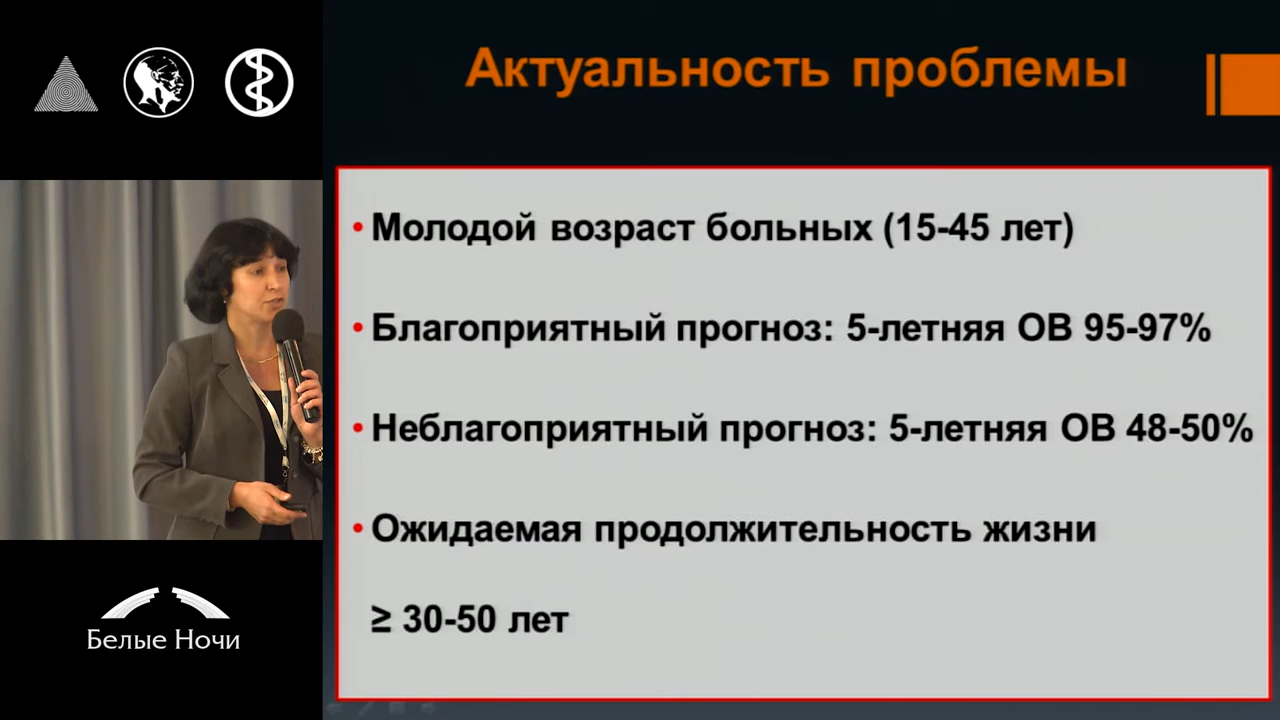 Актуальность проблемы
• Молодой возраст больных (15-45 лет)
• Благоприятный прогноз: 5-летняя ОВ 95-97%
• Неблагоприятный прогноз: 5-летняя ОВ 48-50%
• Ожидаемая продолжительность жизни
≥ 30-50 лет
Белые Ночи